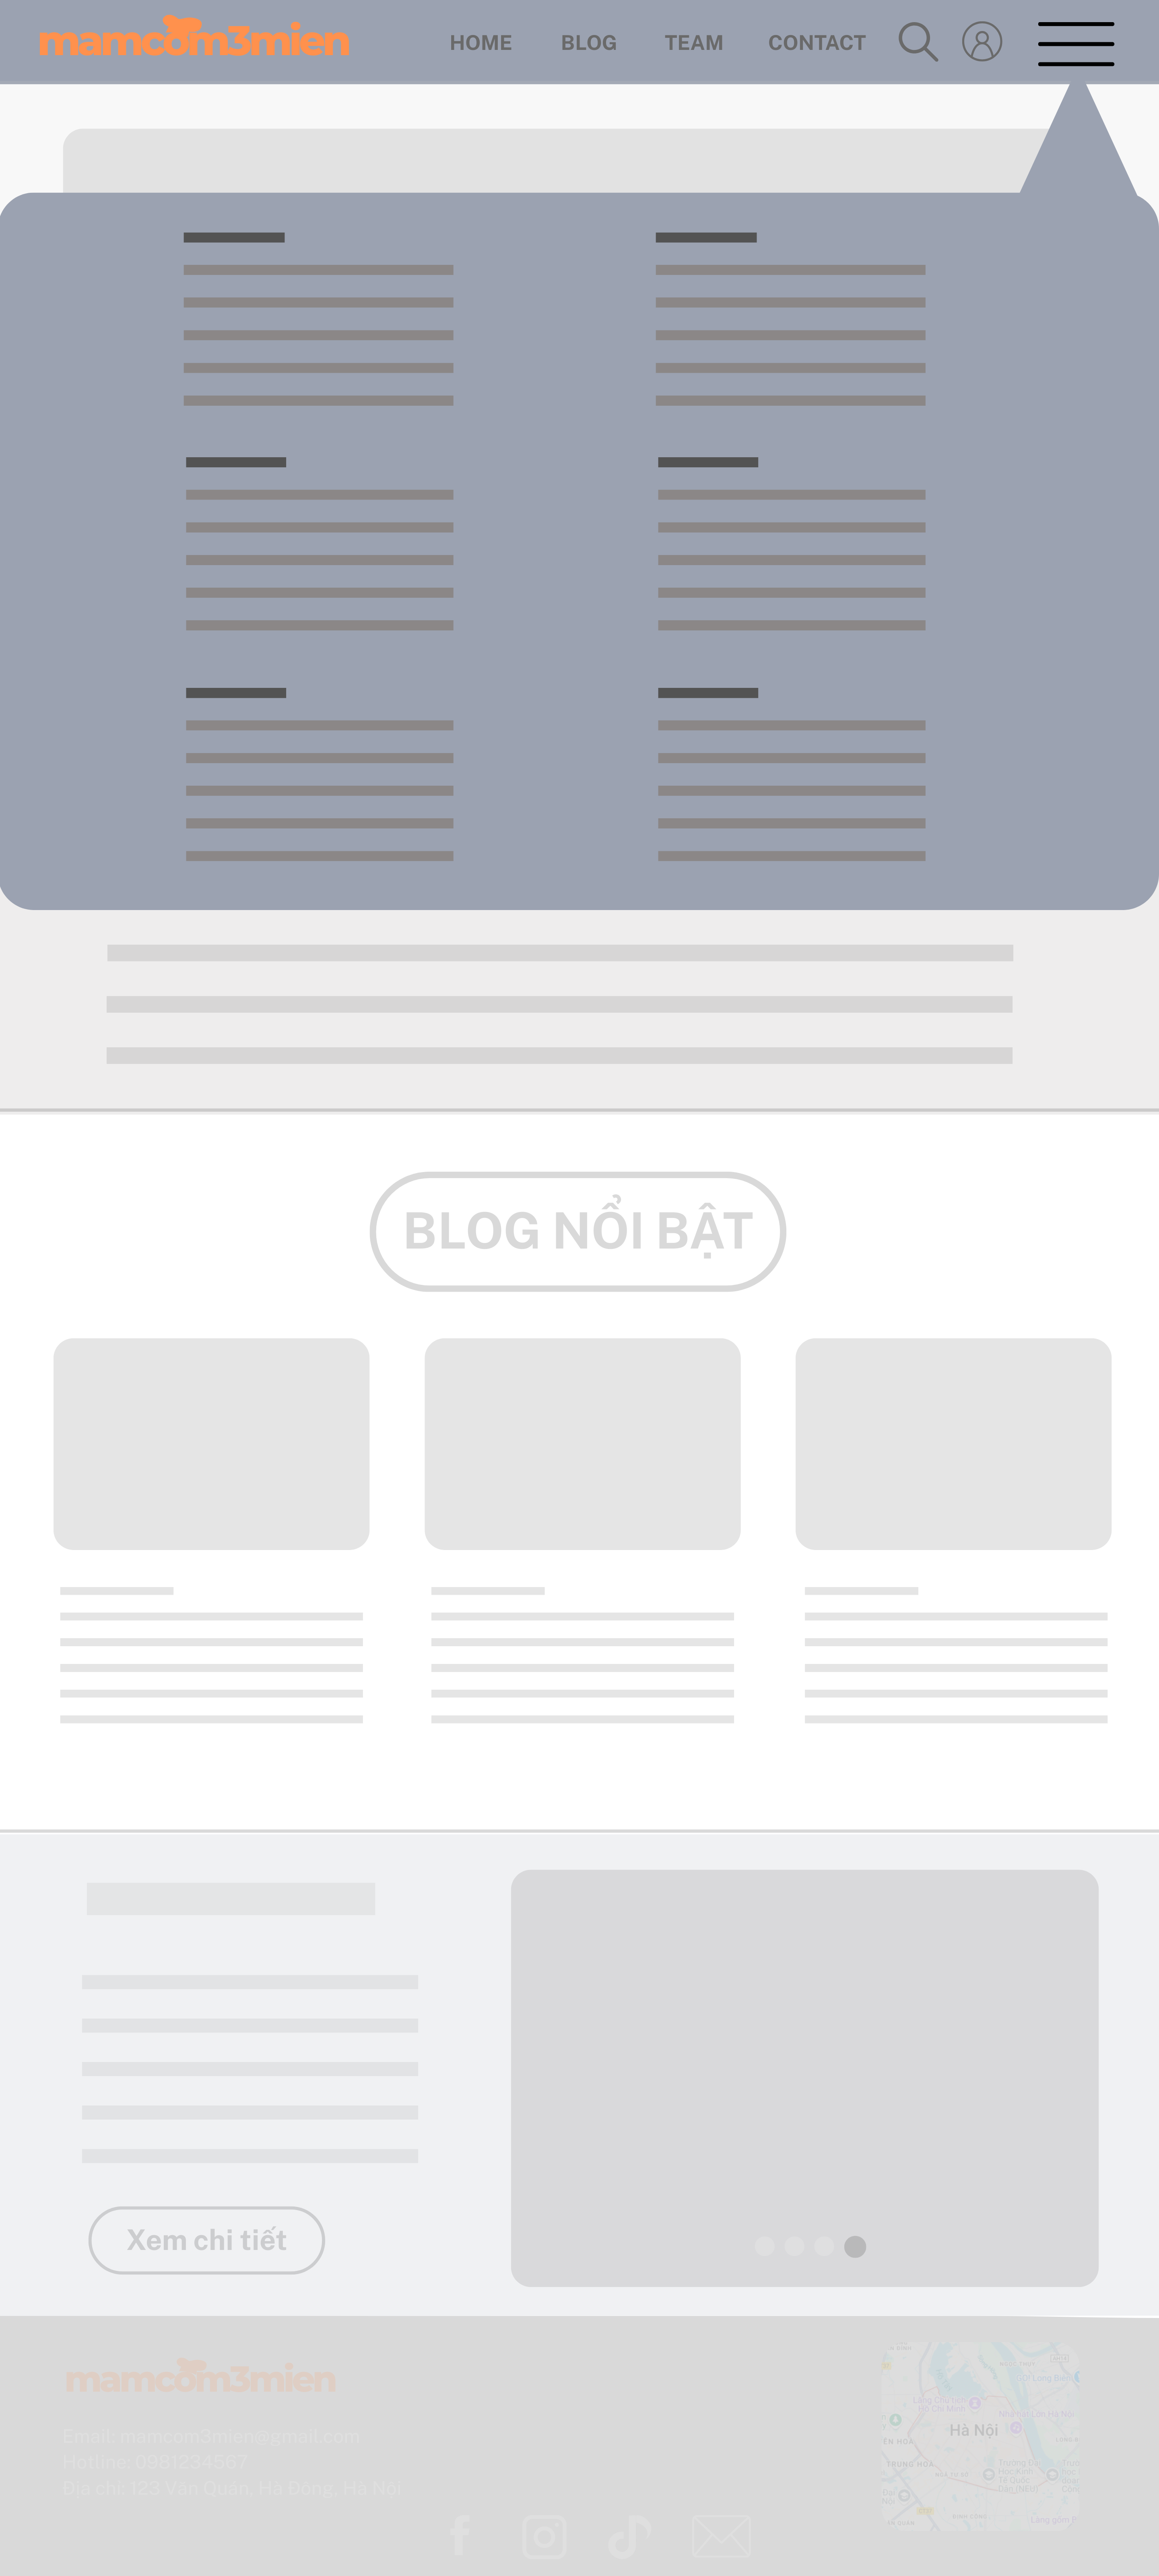 mamcom3mien
HOME BLOG TEAM CONTACT
BLOG NỔI BẬT
Xem chi tiết
mamcom3mien
Email: mamcom3mien@gmail.com
Hotline: 0981234567
Địa chỉ: 123 Văn Quán, Hà Đông, Hà Nội
Hà Nội